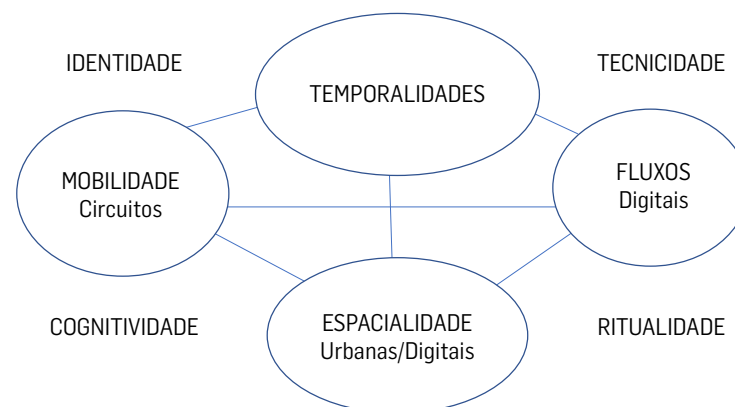 IDENTIDADE
TECNICIDADE
TEMPORALIDADES
MOBILIDADE
Circuitos
FLUXOS
Digitais
COGNITIVIDADE
ESPACIALIDADE
Urbanas/Digitais
RITUALIDADE